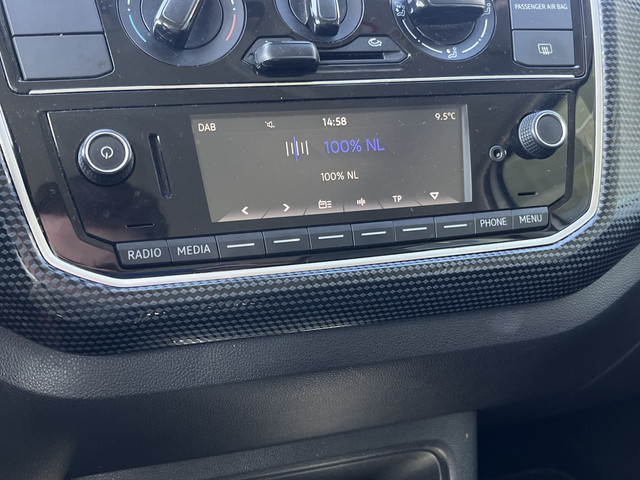 PASSENGER AIR BAG
DAB 14:58 9.5°C
100% NL
100% NL
TP
RADIO MEDIA PHONE MENU